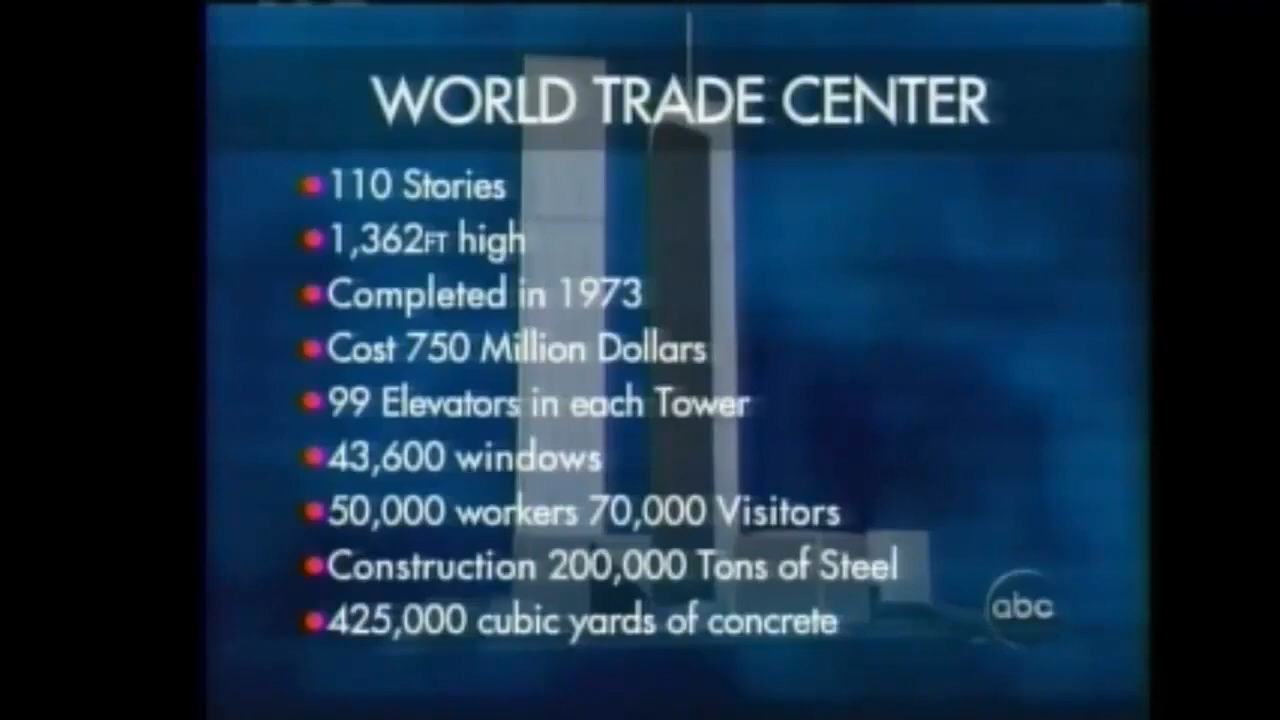 WORLD TRADE CENTER
110 Stories
1,362FT high
Completed in 1973
Cost 750 Million Dollars
99 Elevators in each Tower
43,600 windows
50,000 workers 70,000 Visitors
Construction 200,000 Tons of Steel
425,000 cubic yards of concrete
abc